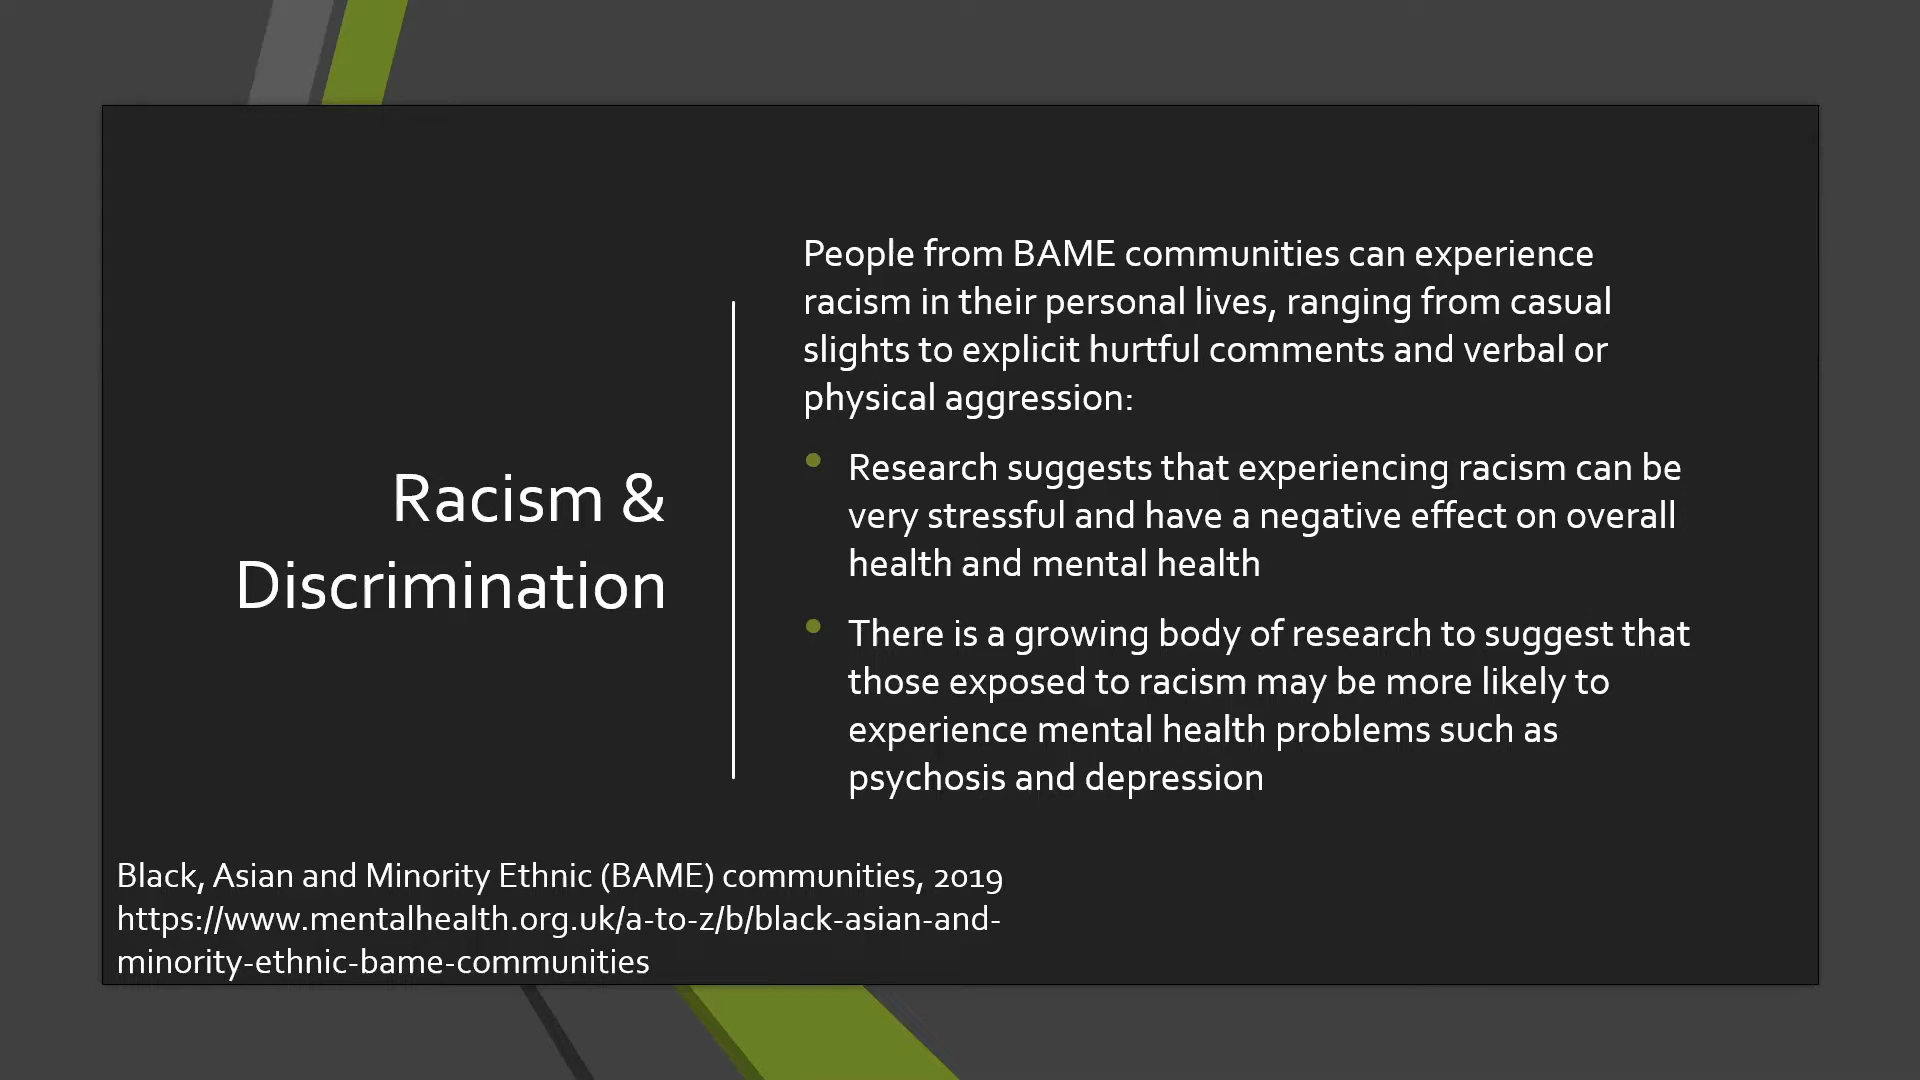 Racism &
Discrimination
People from BAME communities can experience
racism in their personal lives, ranging from casual
slights to explicit hurtful comments and verbal or
physical aggression:
Research suggests that experiencing racism can be
very stressful and have a negative effect on overall
health and mental health
There is a growing body of research to suggest that
those exposed to racism may be more likely to
experience mental health problems such as
psychosis and depression
Black, Asian and Minority Ethnic (BAME) communities, 2019
https://www.mentalhealth.org.uk/a-to-z/b/black-asian-and-
minority-ethnic-bame-communities